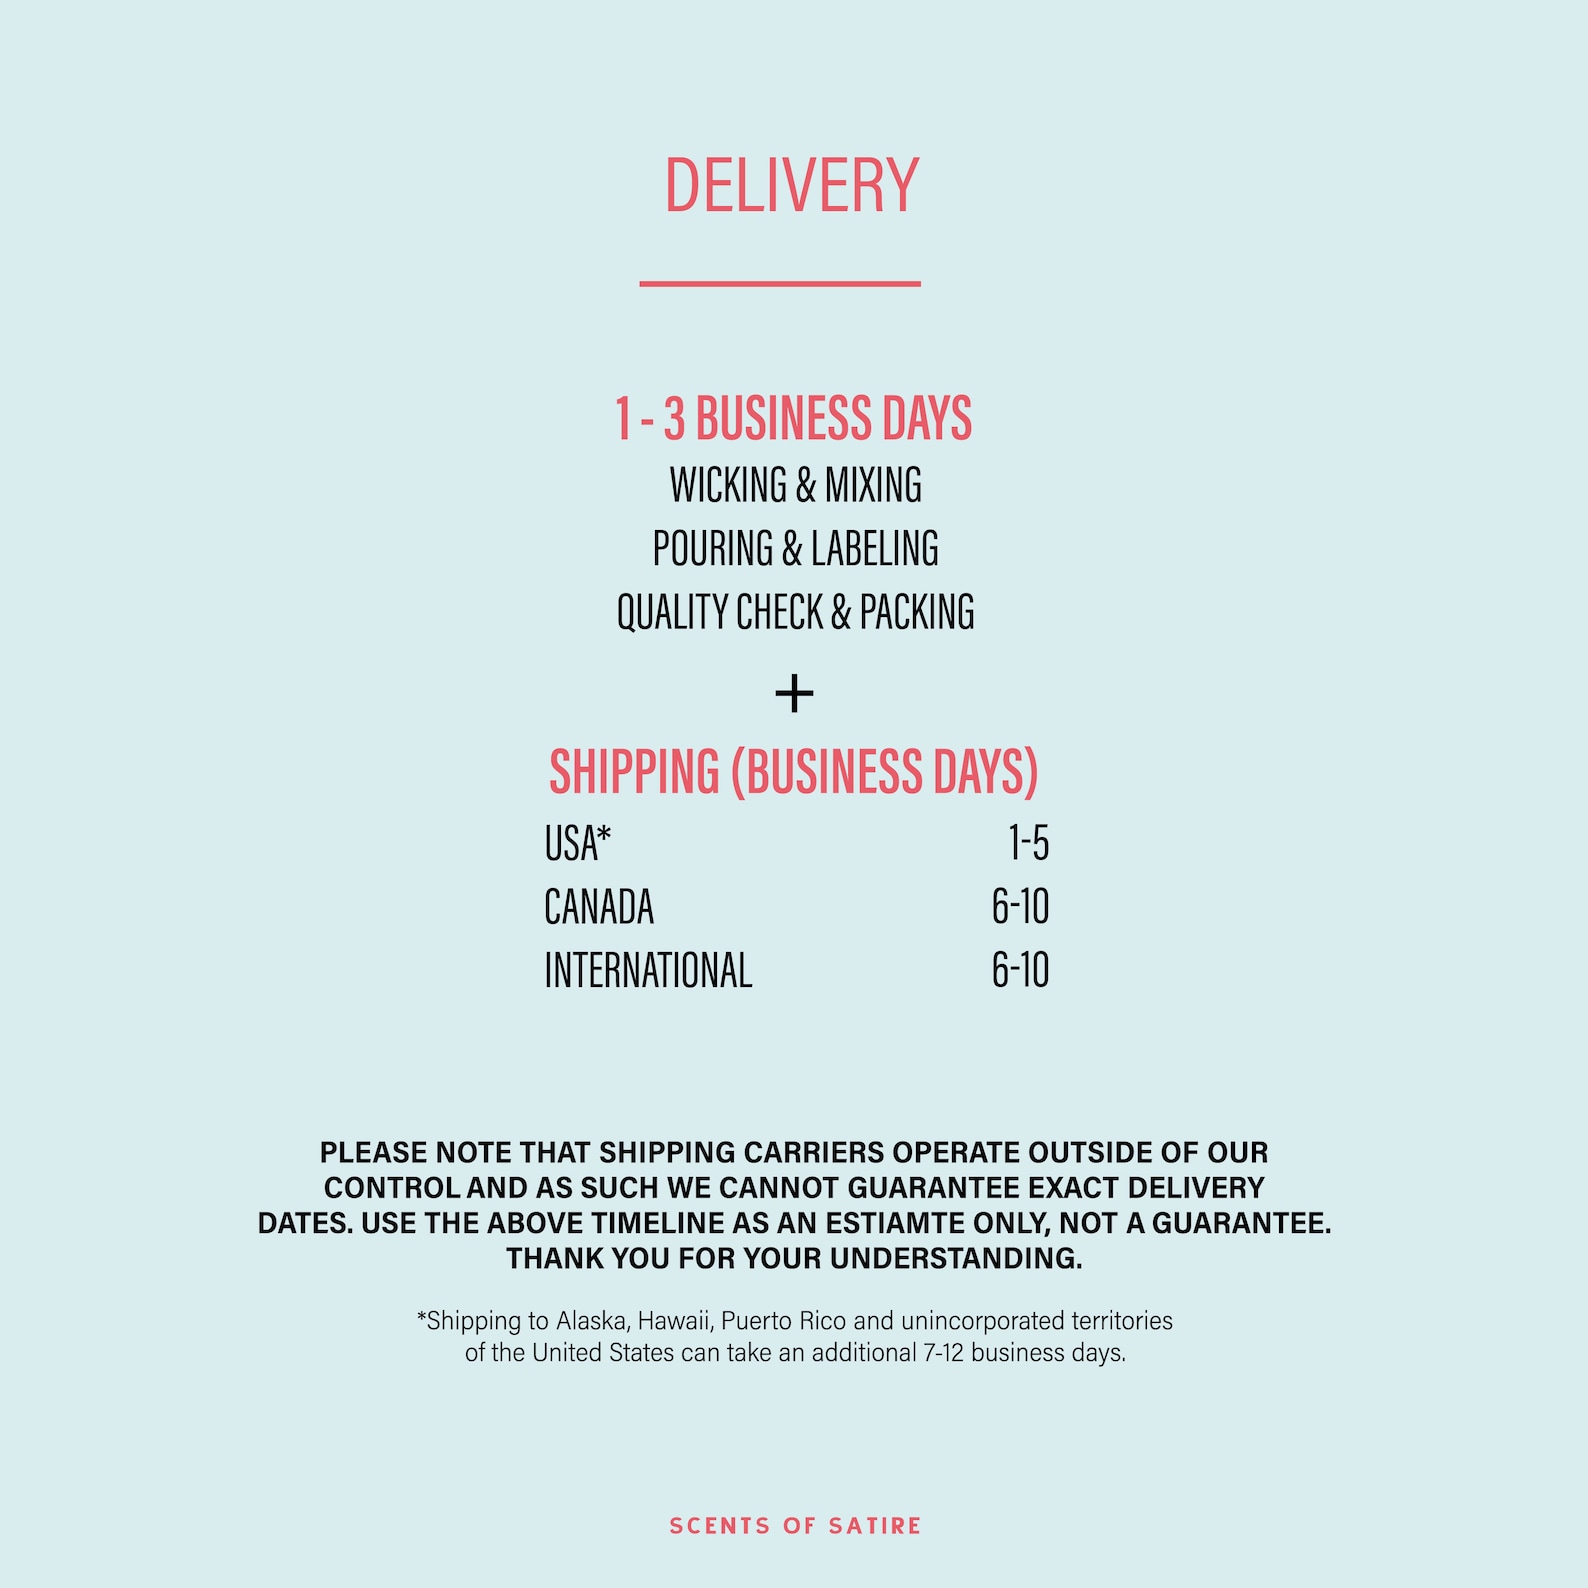 DELIVERY
1 - 3 BUSINESS DAYS
WICKING & MIXING
POURING & LABELING
QUALITY CHECK & PACKING
+
SHIPPING (BUSINESS DAYS)
USA* 1-5
CANADA 6-10
INTERNATIONAL 6-10
PLEASE NOTE THAT SHIPPING CARRIERS OPERATE OUTSIDE OF OUR
CONTROL AND AS SUCH WE CANNOT GUARANTEE EXACT DELIVERY
DATES. USE THE ABOVE TIMELINE AS AN ESTIAMTE ONLY, NOT A GUARANTEE.
THANK YOU FOR YOUR UNDERSTANDING.
*Shipping to Alaska, Hawaii, Puerto Rico and unincorporated territories
of the United States can take an additional 7-12 business days.
SCENTS OF SATIRE